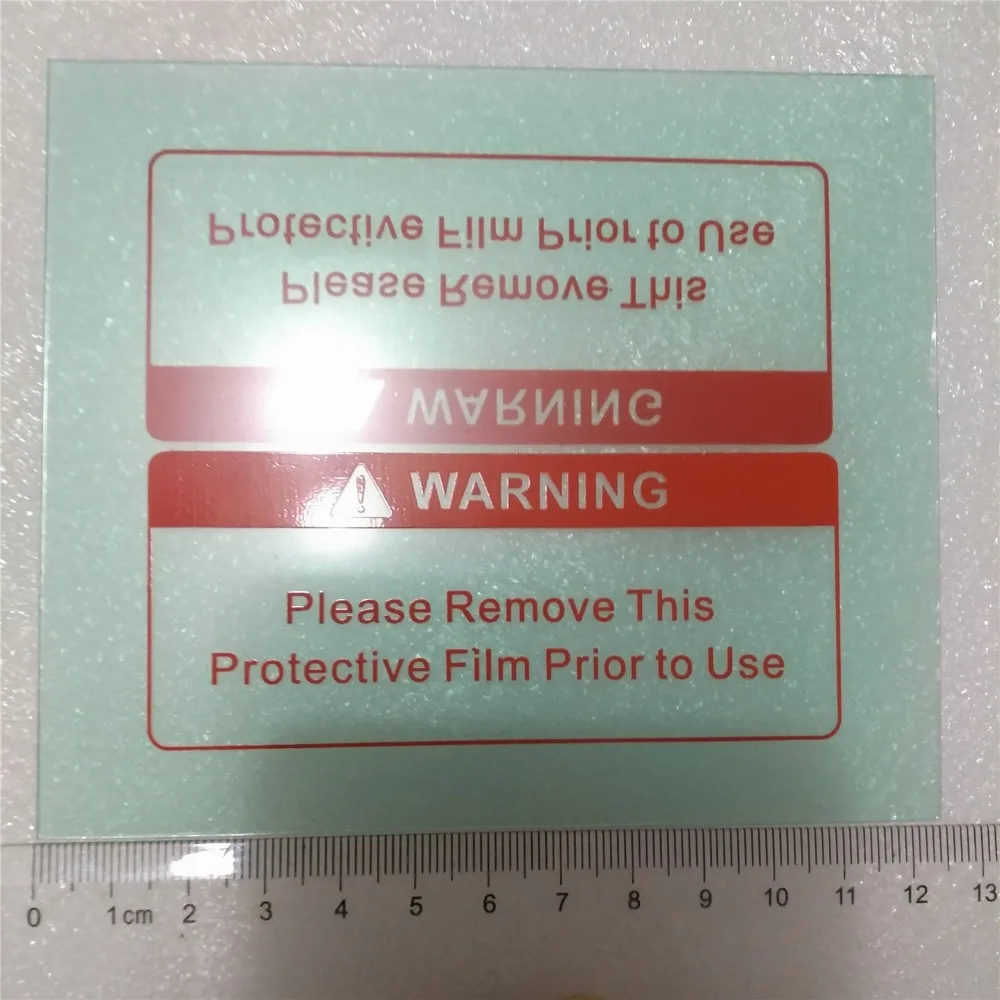 Protective Film Prior to Use
Please Remove This
WARNING
WARNING
Please Remove This
Protective Film Prior to Use
0 1cm 2 3 4 5 6 7 8 9 10 11 12 13